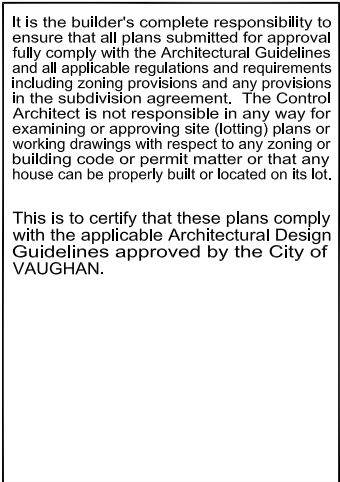 It is the builder's complete responsibility to
ensure that all plans submitted for approval
fully comply with the Architectural Guidelines
and all applicable regulations and requirements
including zoning provisions and any provisions
in the subdivision agreement. The Control
Architect is not responsible in any way for
examining or approving site (lotting) plans or
working drawings with respect to any zoning or
building code or permit matter or that any
house can be properly built or located on its lot.
This is to certify that these plans comply
with the applicable Architectural Design
Guidelines approved by the City of
VAUGHAN.